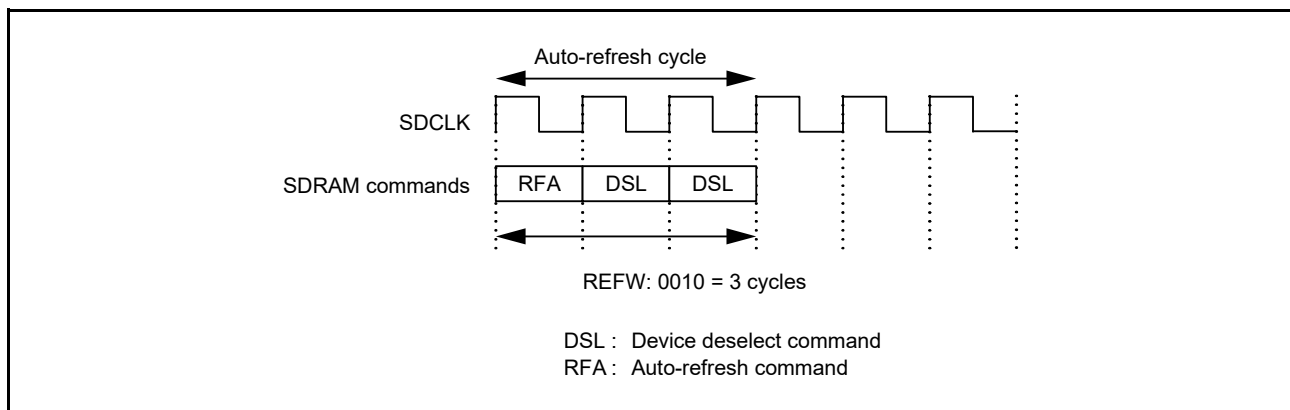 Auto-refresh cycle
SDCLK
SDRAM commands RFA DSL DSL
REFW: 0010 = 3 cycles
DSL : Device deselect command
RFA : Auto-refresh command